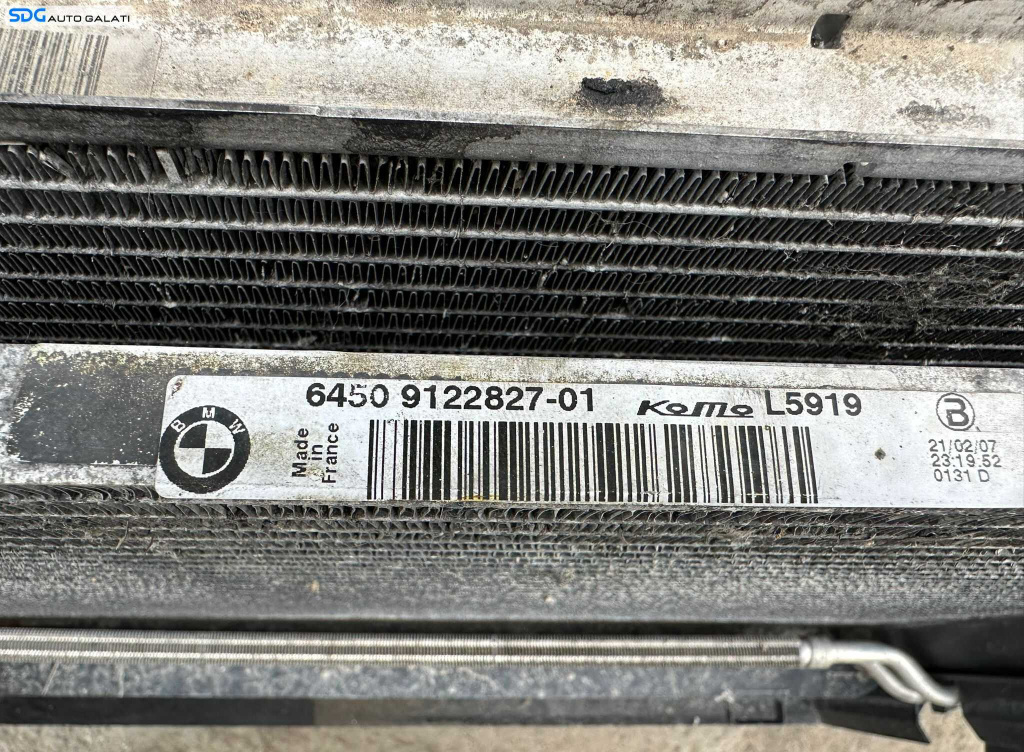 SDG AUTO GALATI
6450 9122827-01 Komo L5919
BMW
Made
in
France
B
21/02/07
23:19.52
0131 D